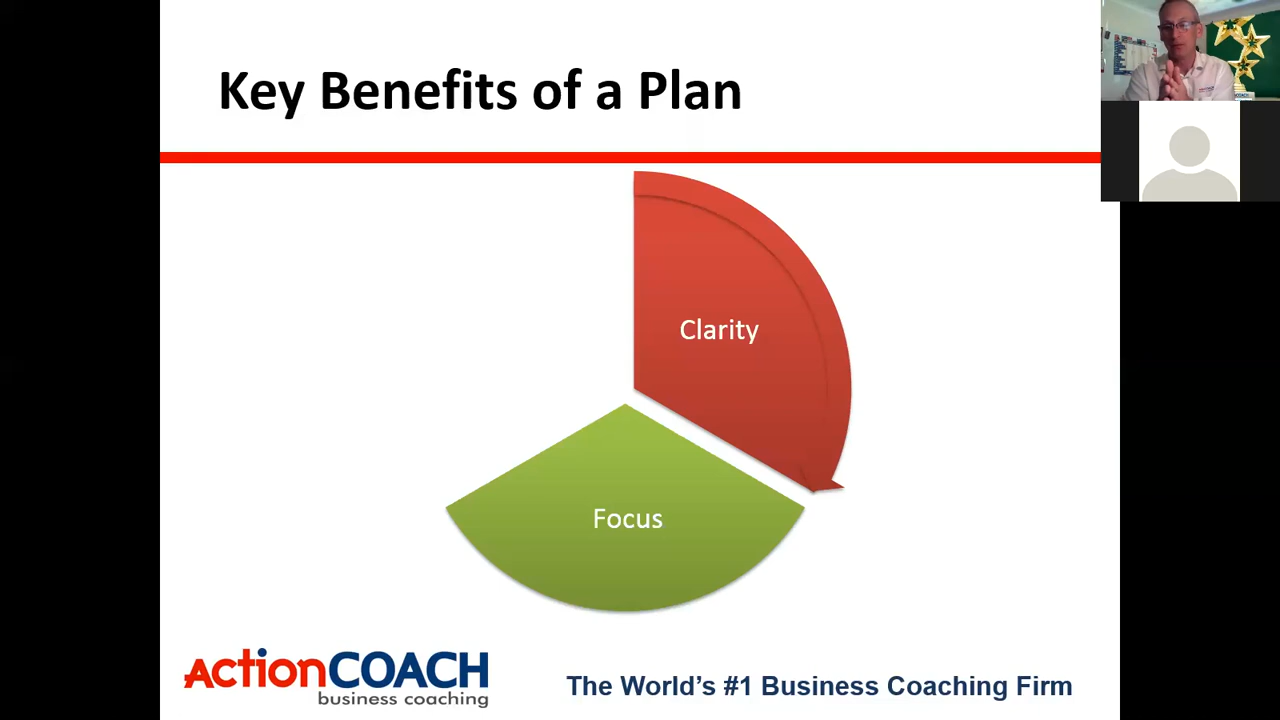 Key Benefits of a Plan
Clarity
Focus
ActionCOACH
business coaching
The World's #1 Business Coaching Firm